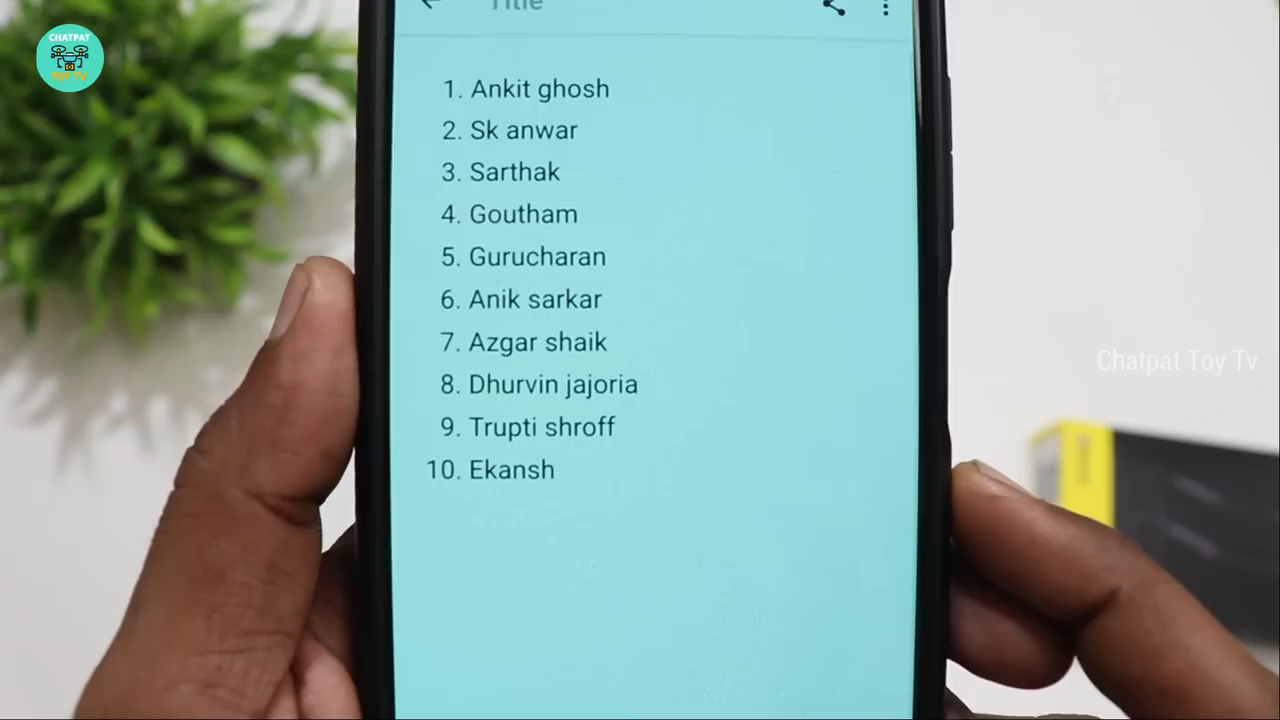 CHATPAT
TOY TV
Title
1. Ankit ghosh
2. Sk anwar
3. Sarthak
4. Goutham
5. Gurucharan
6. Anik sarkar
7. Azgar shaik
8. Dhurvin jajoria
9. Trupti shroff
10. Ekansh
Chatpat Toy Tv